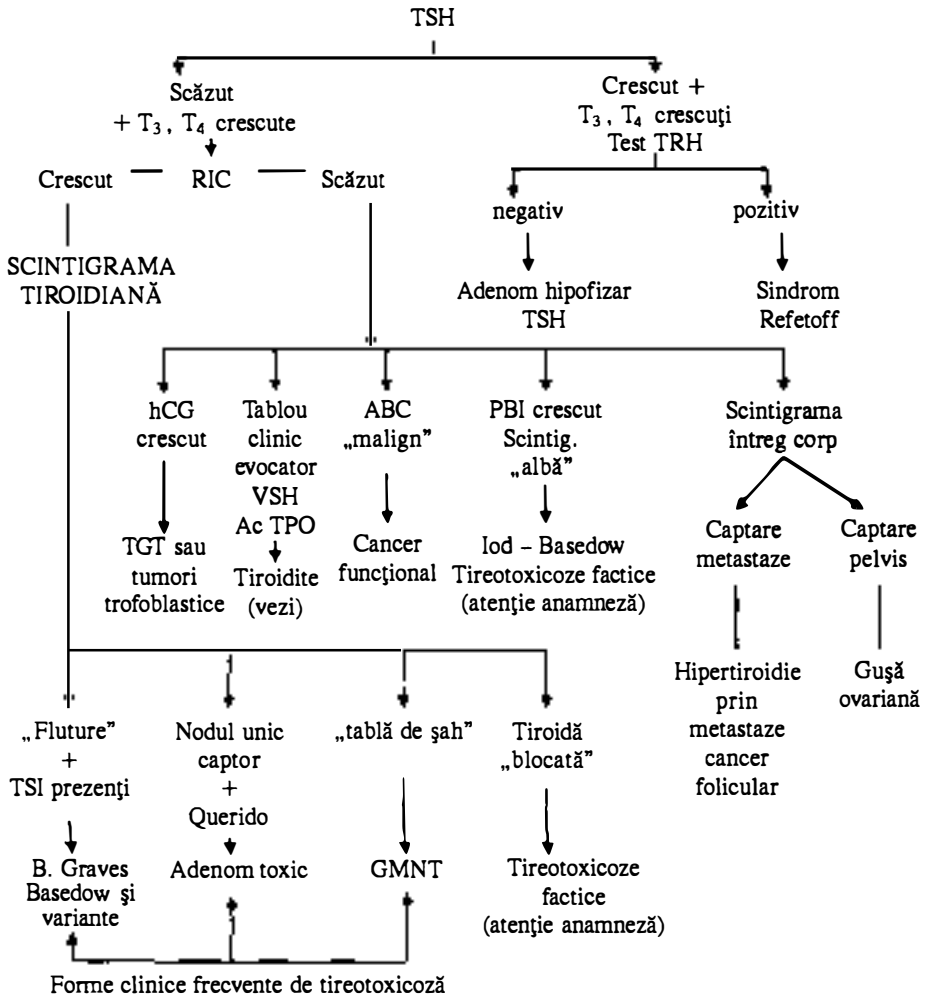 TSH
Scăzut
+ T₃, T₄ crescute
Crescut +
T₃, T₄ crescuţi
Test TRH
Crescut
RIC
Scăzut
negativ
pozitiv
SCINTIGRAMA
TIROIDIANĂ
Adenom hipofizar
TSH
Sindrom
Refetoff
hCG
crescut
TGT sau
tumori
trofoblastice
Tablou
clinic
evocator
VSH
Ac TPO
Tiroidite
(vezi)
ABC
„malign”
Cancer
funcţional
PBI crescut
Scintig.
„albă”
Iod – Basedow
Tireotoxicoze factice
(atenţie anamneză)
Scintigrama
întreg corp
Captare
metastaze
Hipertiroidie
prin
metastaze
cancer
folicular
Captare
pelvis
Guşă
ovariană
„Fluture”
+
TSI prezenţi
B. Graves
Basedow şi
variante
Nodul unic
captor
+
Querido
Adenom toxic
„tablă de şah”
GMNT
Tiroidă
„blocată”
Tireotoxicoze
factice
(atenţie anamneză)
Forme clinice frecvente de tireotoxicoză